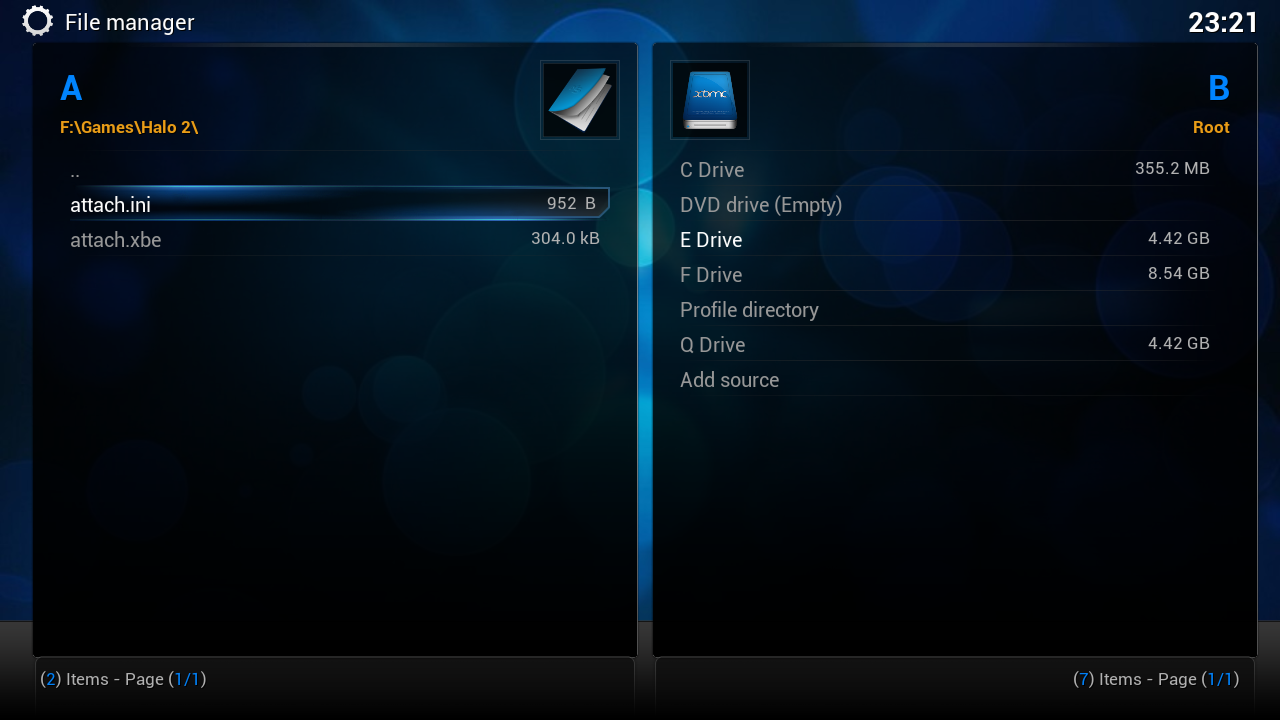 File manager
23:21
A
F:\Games\Halo 2\
..
attach.ini 952 B
attach.xbe 304.0 kB
(2) Items - Page (1/1)
xbmc
B
Root
C Drive 355.2 MB
DVD drive (Empty)
E Drive 4.42 GB
F Drive 8.54 GB
Profile directory
Q Drive 4.42 GB
Add source
(7) Items - Page (1/1)